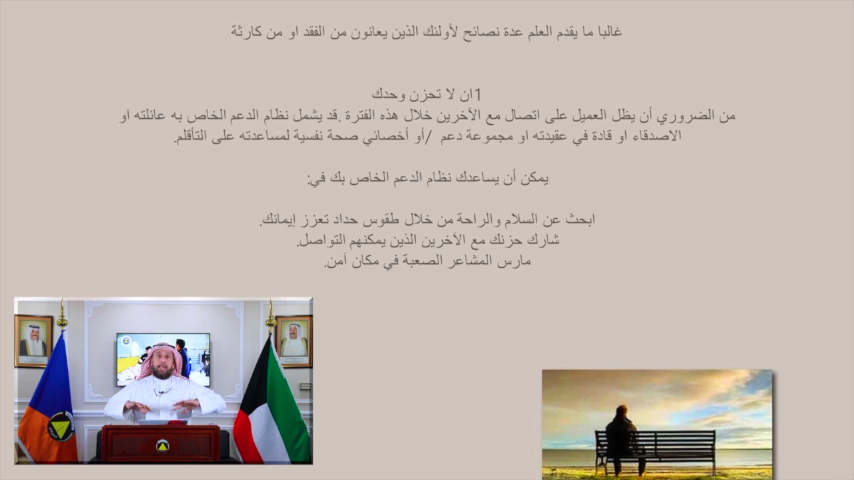 غالبا ما يقدم العلم عدة نصائح لأولئك الذين يعانون من الفقد او من كارثة
1ان لا تحزن وحدك
من الضروري أن يظل العميل على اتصال مع الآخرين خلال هذه الفترة .قد يشمل نظام الدعم الخاص به عائلته او
الاصدقاء او قادة في عقيدته او مجموعة دعم /أو أخصائي صحة نفسية لمساعدته على التأقلم.
يمكن أن يساعدك نظام الدعم الخاص بك في:
ابحث عن السلام والراحة من خلال طقوس حداد تعزز إيمانك.
شارك حزنك مع الآخرين الذين يمكنهم التواصل.
مارس المشاعر الصعبة في مكان آمن.